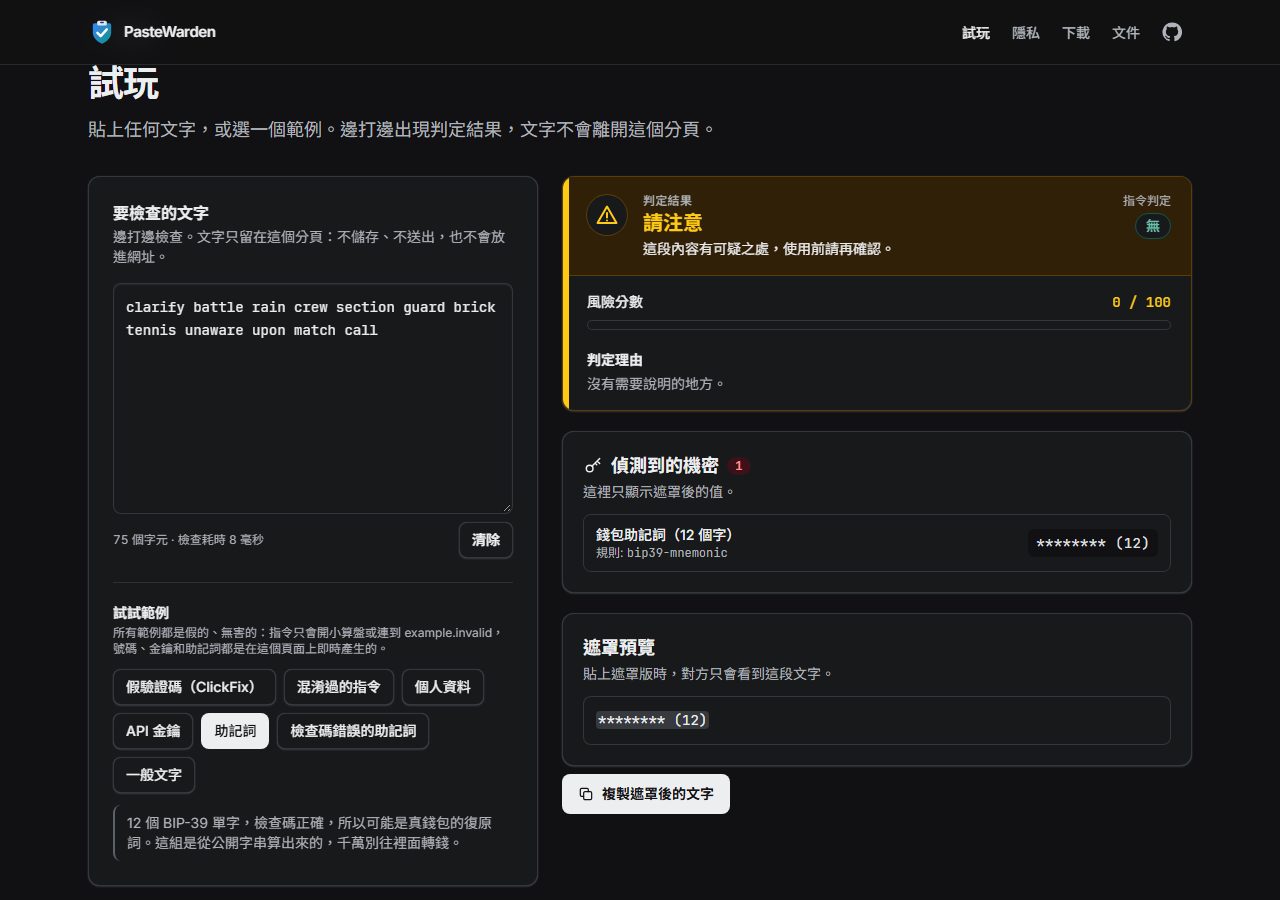 PasteWarden
試玩
隱私
下載
文件
試玩
貼上任何文字，或選一個範例。邊打邊出現判定結果，文字不會離開這個分頁。
要檢查的文字
邊打邊檢查。文字只留在這個分頁：不儲存、不送出，也不會放
進網址。
clarify battle rain crew section guard brick
tennis unaware upon match call
75 個字元 · 檢查耗時 8 毫秒
清除
試試範例
所有範例都是假的、無害的：指令只會開小算盤或連到 example.invalid，
號碼、金鑰和助記詞都是在這個頁面上即時產生的。
假驗證碼（ClickFix）
混淆過的指令
個人資料
API 金鑰
助記詞
檢查碼錯誤的助記詞
一般文字
12 個 BIP-39 單字，檢查碼正確，所以可能是真錢包的復原
詞。這組是從公開字串算出來的，千萬別往裡面轉錢。
判定結果
請注意
這段內容有可疑之處，使用前請再確認。
指令判定
無
風險分數
0 / 100
判定理由
沒有需要說明的地方。
偵測到的機密 1
這裡只顯示遮罩後的值。
錢包助記詞（12 個字）
規則: bip39-mnemonic
******** (12)
遮罩預覽
貼上遮罩版時，對方只會看到這段文字。
******** (12)
複製遮罩後的文字